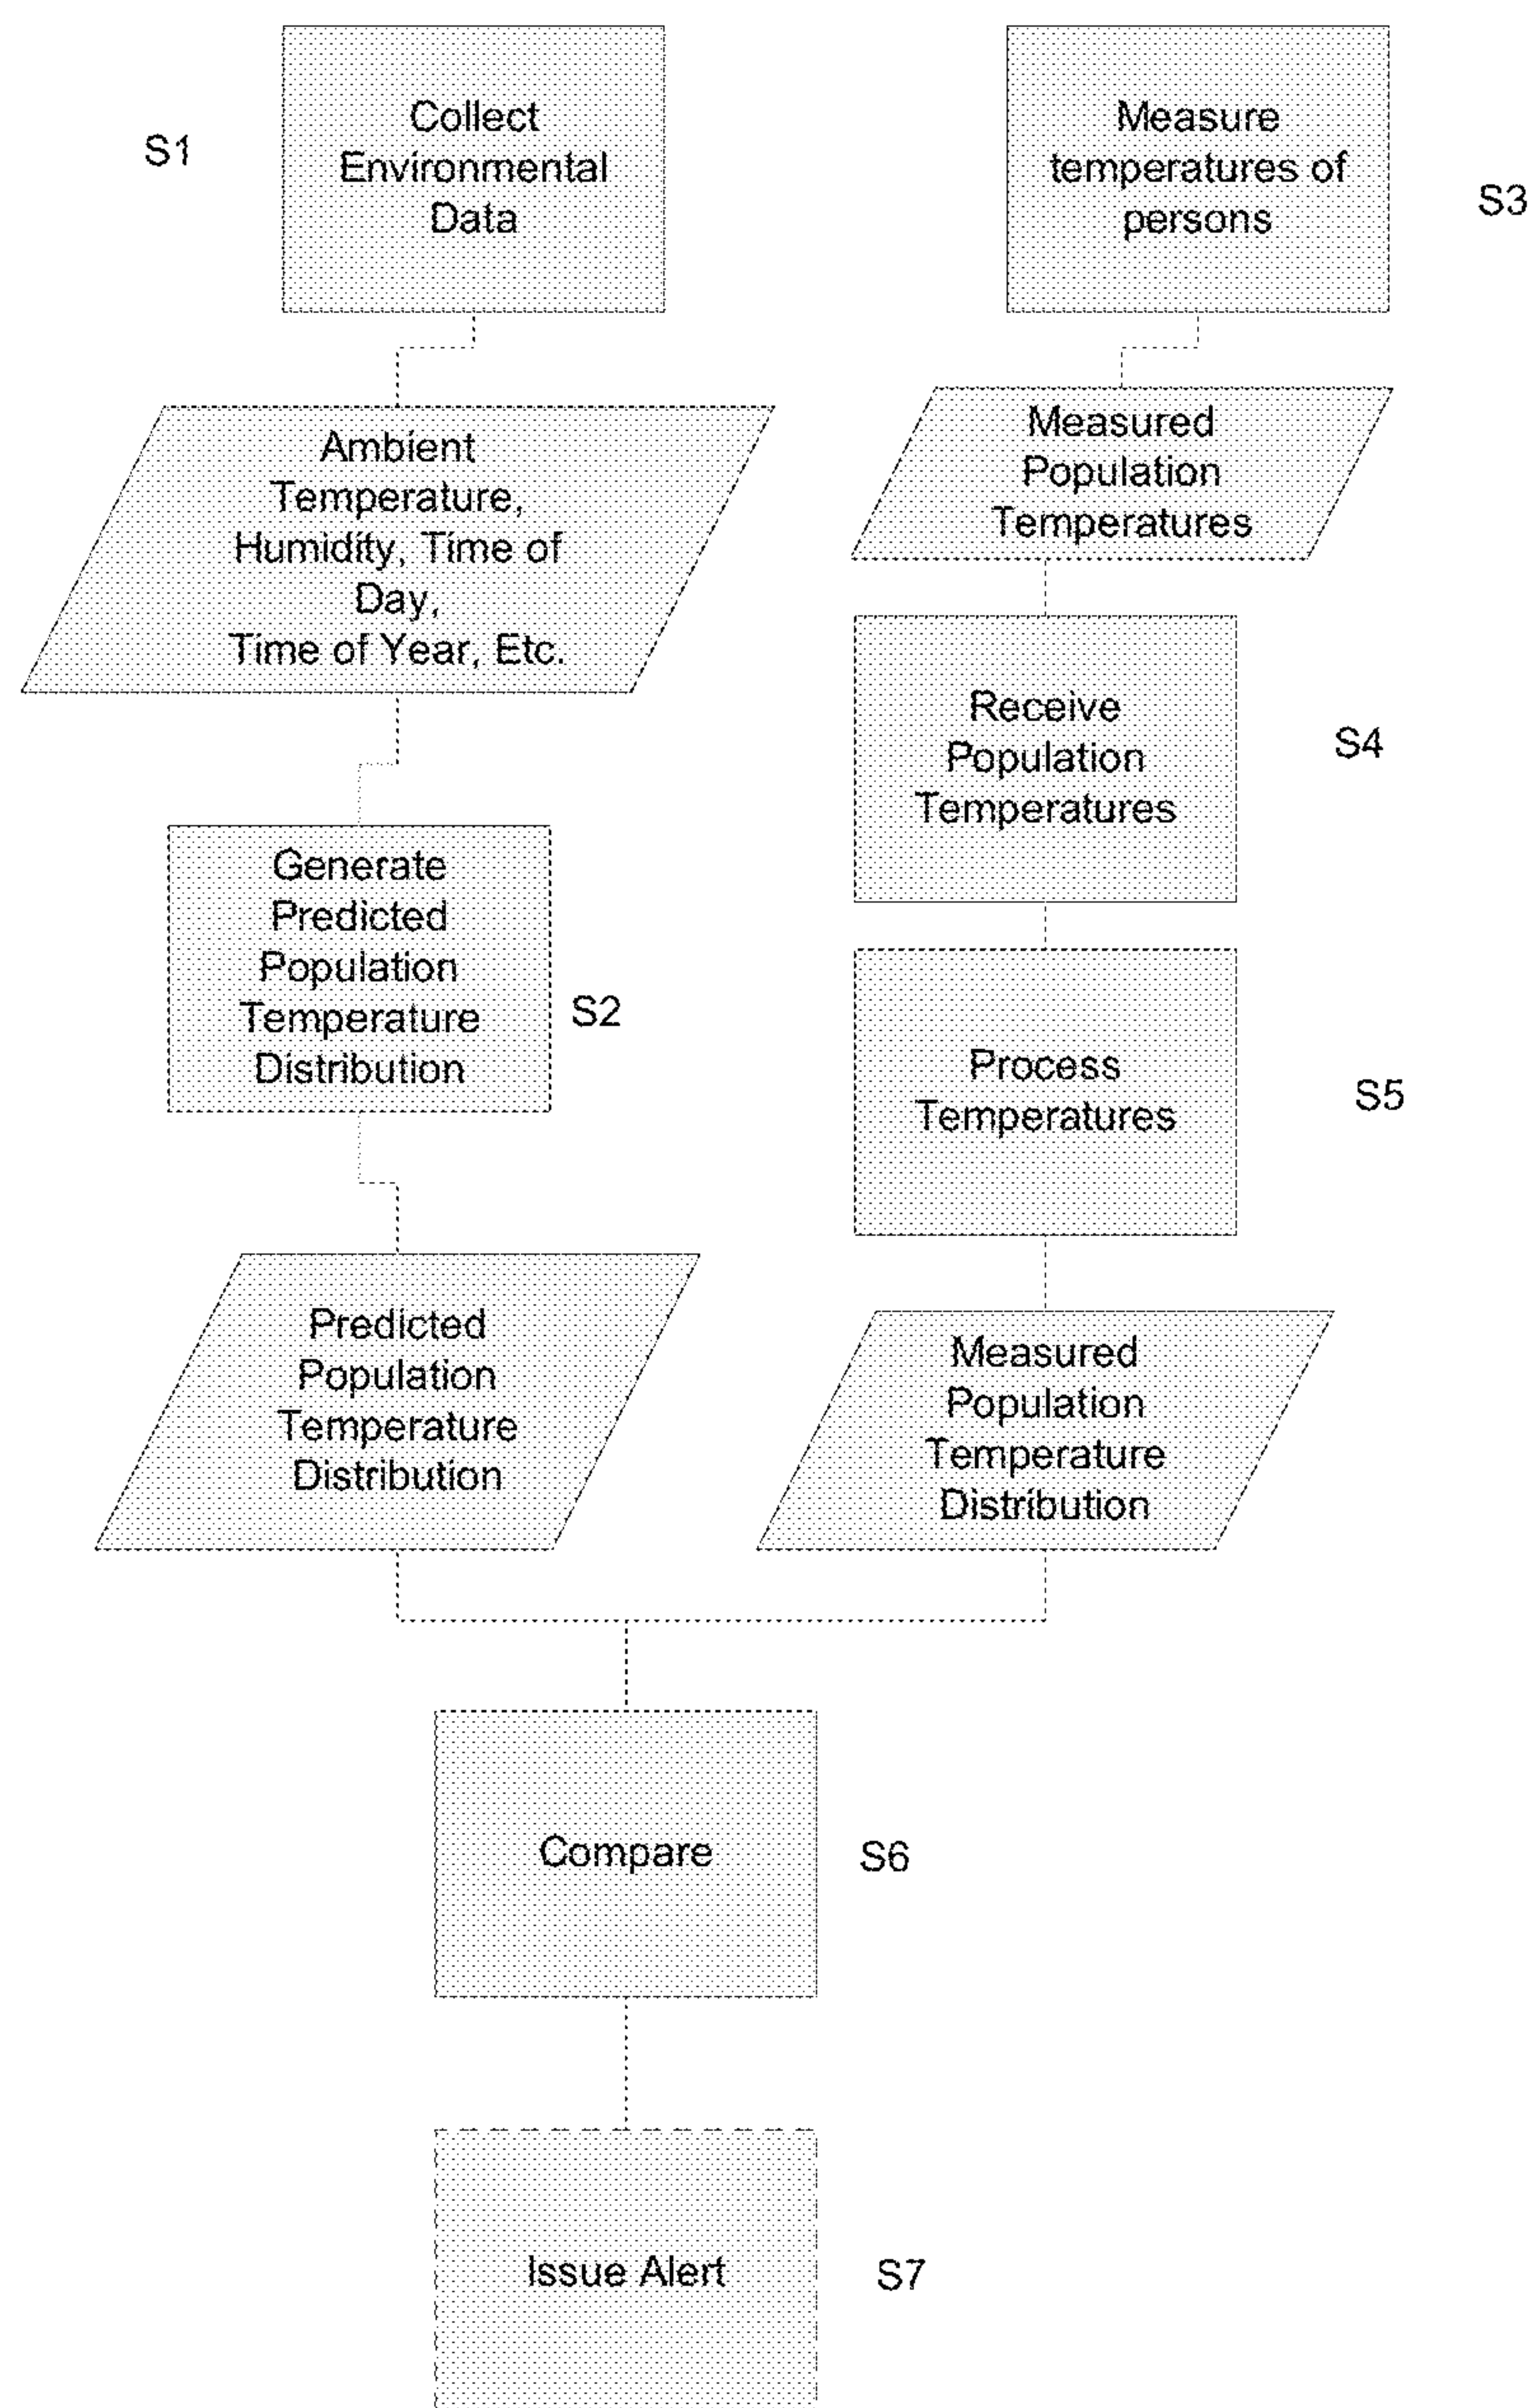 S1
Collect
Environmental
Data
Measure
temperatures of
persons
S3
Ambient
Temperature,
Humidity, Time of
Day,
Time of Year, Etc.
Measured
Population
Temperatures
Receive
Population
Temperatures
S4
Generate
Predicted
Population
Temperature
Distribution
S2
Process
Temperatures
S5
Predicted
Population
Temperature
Distribution
Measured
Population
Temperature
Distribution
Compare
S6
Issue Alert
S7